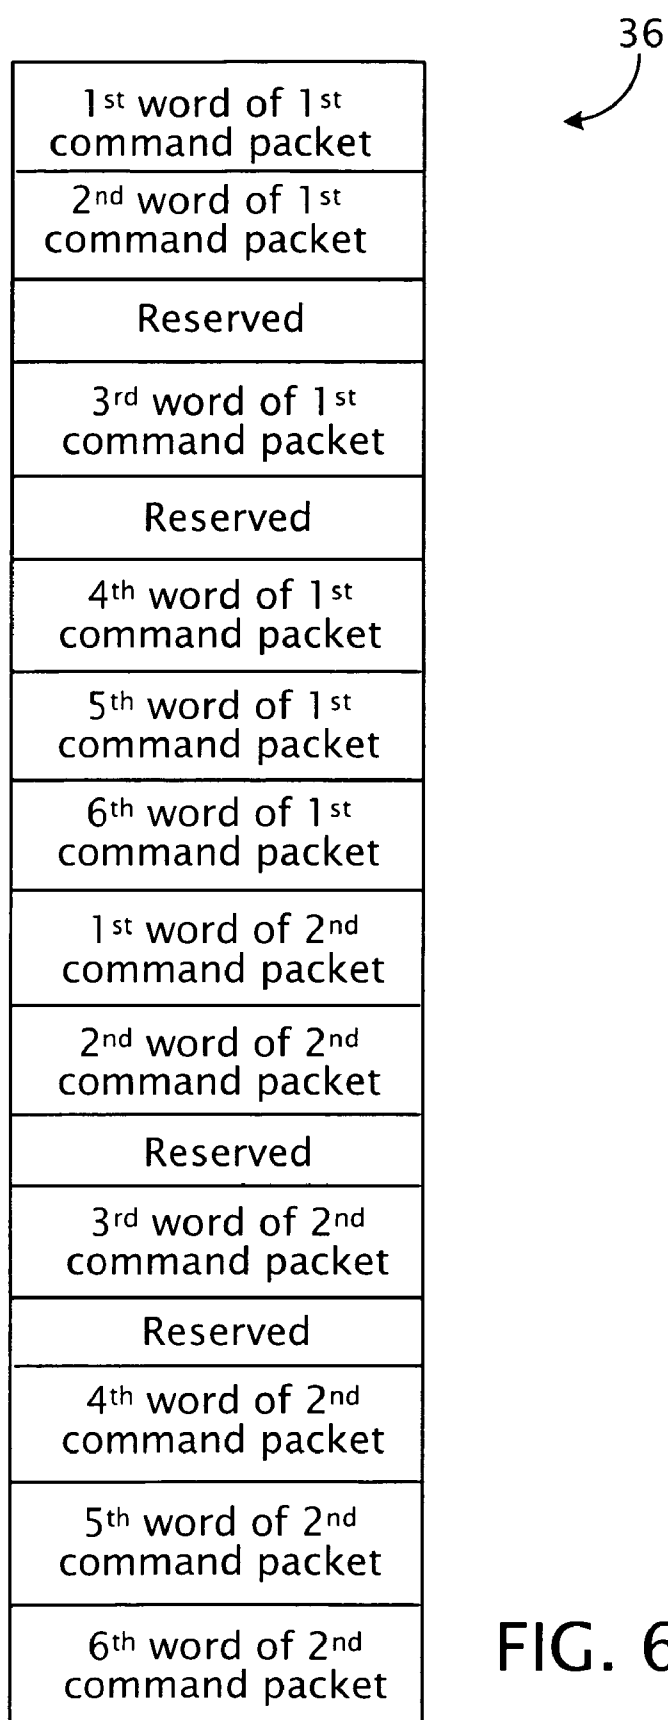 36
1st word of 1st
command packet
2nd word of 1st
command packet
Reserved
3rd word of 1st
command packet
Reserved
4th word of 1st
command packet
5th word of 1st
command packet
6th word of 1st
command packet
1st word of 2nd
command packet
2nd word of 2nd
command packet
Reserved
3rd word of 2nd
command packet
Reserved
4th word of 2nd
command packet
5th word of 2nd
command packet
6th word of 2nd
command packet
FIG. 6